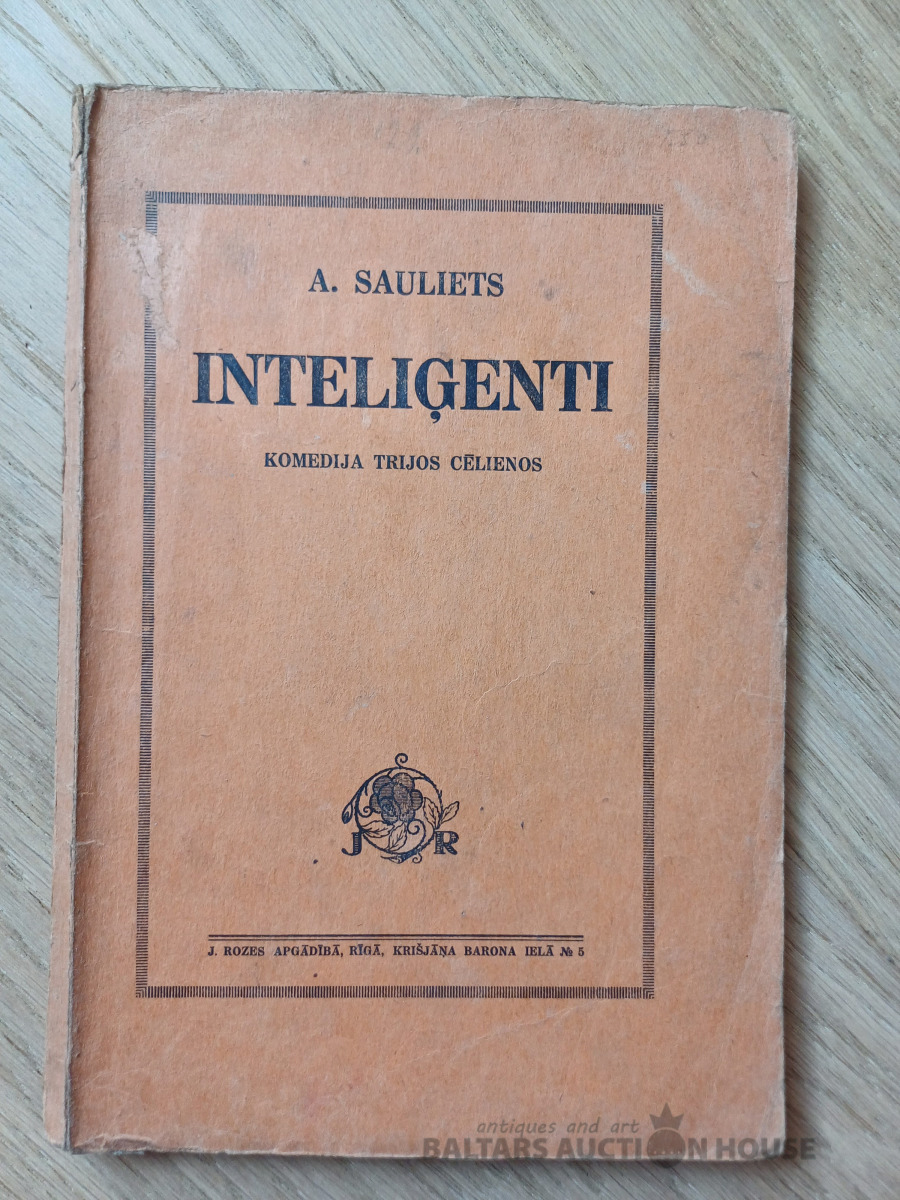 A. SAULIETS
INTELIĢENTI
KOMEDIJA TRIJOS CĒLIENOS
J R
J. ROZES APGĀDĪBĀ, RĪGĀ, KRIŠJĀŅA BARONA IELĀ № 5
antiques and art
BALTARS AUCTION HOUSE